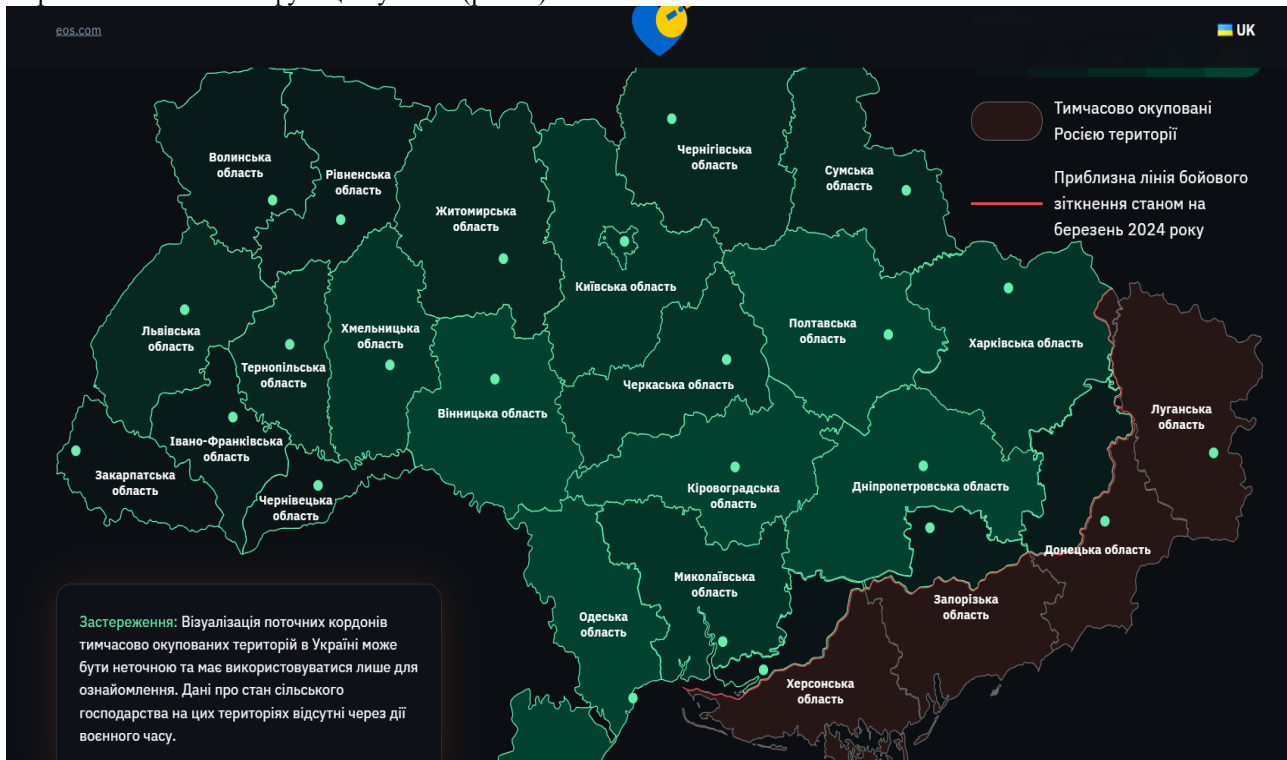 eos.com
UK
Тимчасово окуповані
Росією території
Приблизна лінія бойового
зіткнення станом на
березень 2024 року
Волинська
область
Рівненська
область
Житомирська
область
Чернігівська
область
Сумська
область
Київська область
Львівська
область
Тернопільська
область
Хмельницька
область
Полтавська
область
Харківська область
Вінницька область
Черкаська область
Луганська
область
Івано-Франківська
область
Закарпатська
область
Чернівецька
область
Кіровоградська
область
Дніпропетровська область
Донецька область
Миколаївська
область
Одеська
область
Запорізька
область
Херсонська
область
Застереження: Візуалізація поточних кордонів
тимчасово окупованих територій в Україні може
бути неточною та має використовуватися лише для
ознайомлення. Дані про стан сільського
господарства на цих територіях відсутні через дії
воєнного часу.